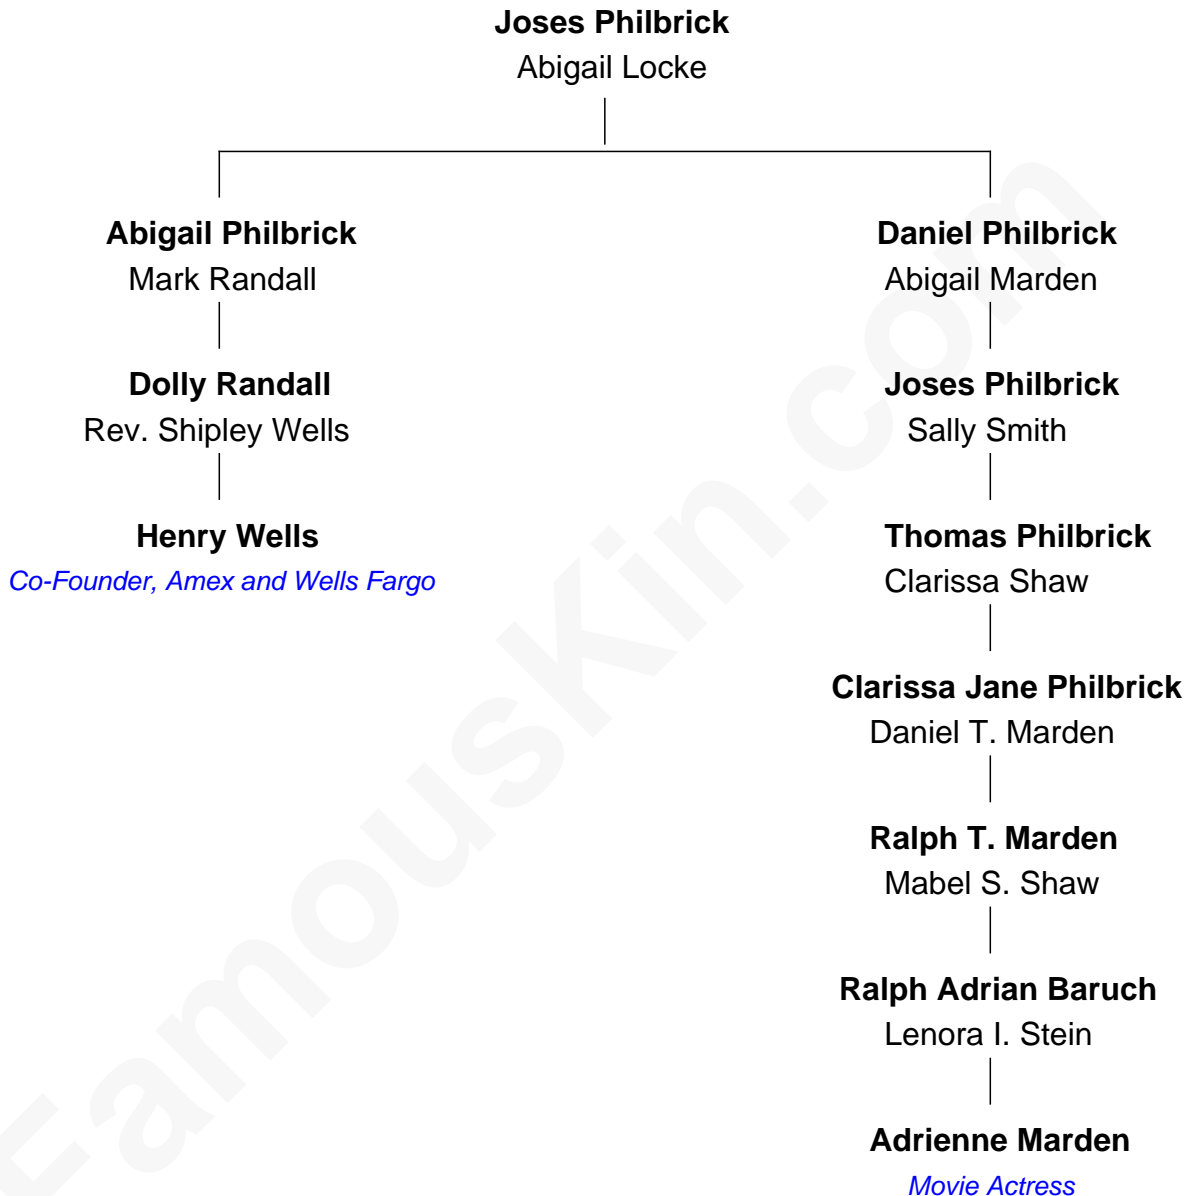 Joses Philbrick
Abigail Locke
Abigail Philbrick
Mark Randall
Dolly Randall
Rev. Shipley Wells
Henry Wells
Co-Founder, Amex and Wells Fargo
Daniel Philbrick
Abigail Marden
Joses Philbrick
Sally Smith
Thomas Philbrick
Clarissa Shaw
Clarissa Jane Philbrick
Daniel T. Marden
Ralph T. Marden
Mabel S. Shaw
Ralph Adrian Baruch
Lenora I. Stein
Adrienne Marden
Movie Actress
FamousKin.com